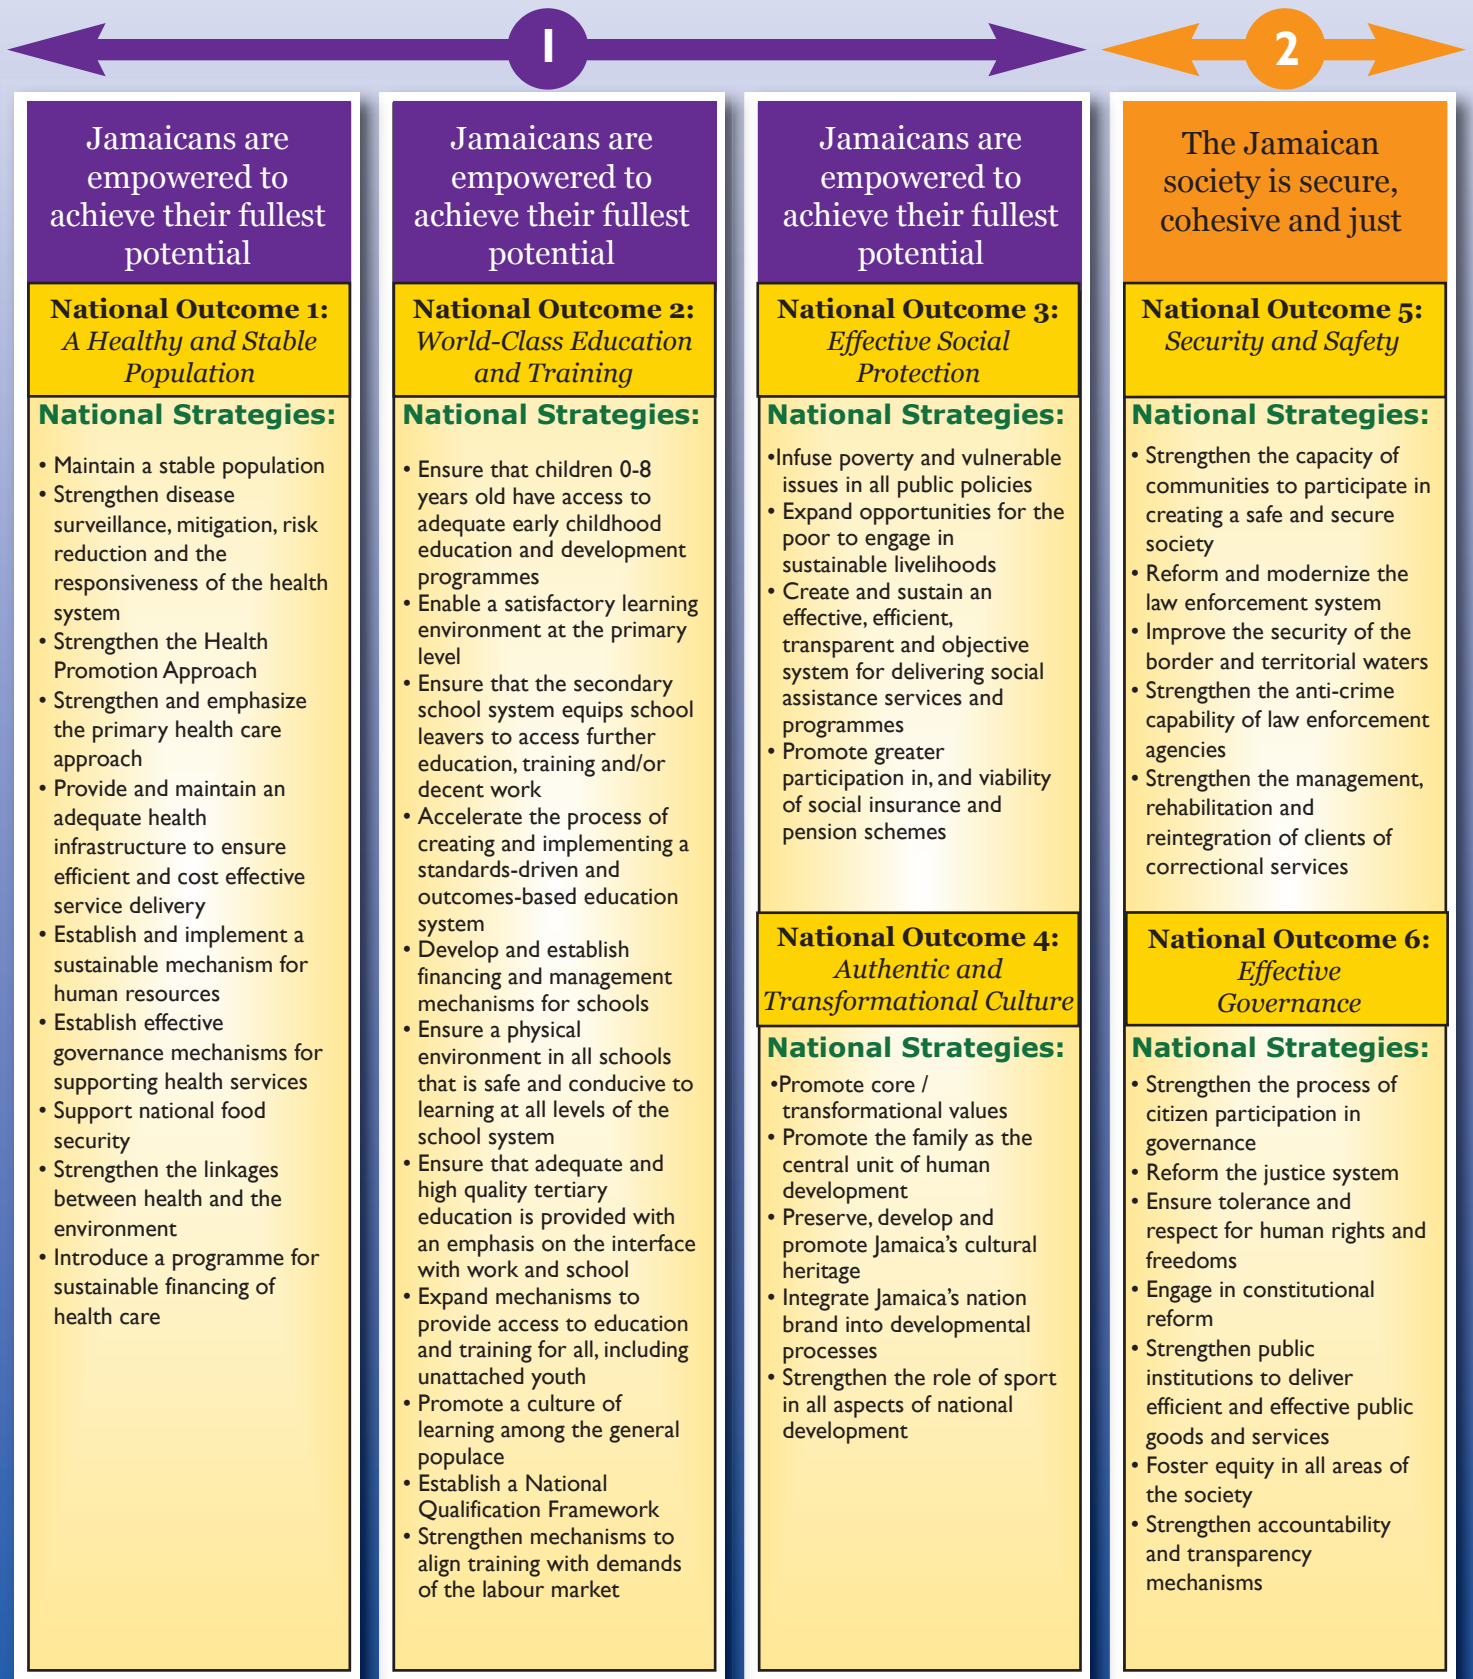 1
2
Jamaicans are
empowered to
achieve their fullest
potential
National Outcome 1:
A Healthy and Stable
Population
National Strategies:
• Maintain a stable population
• Strengthen disease
surveillance, mitigation, risk
reduction and the
responsiveness of the health
system
• Strengthen the Health
Promotion Approach
• Strengthen and emphasize
the primary health care
approach
• Provide and maintain an
adequate health
infrastructure to ensure
efficient and cost effective
service delivery
• Establish and implement a
sustainable mechanism for
human resources
• Establish effective
governance mechanisms for
supporting health services
• Support national food
security
• Strengthen the linkages
between health and the
environment
• Introduce a programme for
sustainable financing of
health care
Jamaicans are
empowered to
achieve their fullest
potential
National Outcome 2:
World-Class Education
and Training
National Strategies:
• Ensure that children 0-8
years old have access to
adequate early childhood
education and development
programmes
• Enable a satisfactory learning
environment at the primary
level
• Ensure that the secondary
school system equips school
leavers to access further
education, training and/or
decent work
• Accelerate the process of
creating and implementing a
standards-driven and
outcomes-based education
system
• Develop and establish
financing and management
mechanisms for schools
• Ensure a physical
environment in all schools
that is safe and conducive to
learning at all levels of the
school system
• Ensure that adequate and
high quality tertiary
education is provided with
an emphasis on the interface
with work and school
• Expand mechanisms to
provide access to education
and training for all, including
unattached youth
• Promote a culture of
learning among the general
populace
• Establish a National
Qualification Framework
• Strengthen mechanisms to
align training with demands
of the labour market
Jamaicans are
empowered to
achieve their fullest
potential
National Outcome 3:
Effective Social
Protection
National Strategies:
•Infuse poverty and vulnerable
issues in all public policies
• Expand opportunities for the
poor to engage in
sustainable livelihoods
• Create and sustain an
effective, efficient,
transparent and objective
system for delivering social
assistance services and
programmes
• Promote greater
participation in, and viability
of social insurance and
pension schemes
National Outcome 4:
Authentic and
Transformational Culture
National Strategies:
•Promote core /
transformational values
• Promote the family as the
central unit of human
development
• Preserve, develop and
promote Jamaica's cultural
heritage
• Integrate Jamaica's nation
brand into developmental
processes
• Strengthen the role of sport
in all aspects of national
development
The Jamaican
society is secure,
cohesive and just
National Outcome 5:
Security and Safety
National Strategies:
• Strengthen the capacity of
communities to participate in
creating a safe and secure
society
• Reform and modernize the
law enforcement system
• Improve the security of the
border and territorial waters
• Strengthen the anti-crime
capability of law enforcement
agencies
• Strengthen the management,
rehabilitation and
reintegration of clients of
correctional services
National Outcome 6:
Effective
Governance
National Strategies:
• Strengthen the process of
citizen participation in
governance
• Reform the justice system
• Ensure tolerance and
respect for human rights and
freedoms
• Engage in constitutional
reform
• Strengthen public
institutions to deliver
efficient and effective public
goods and services
• Foster equity in all areas of
the society
• Strengthen accountability
and transparency
mechanisms